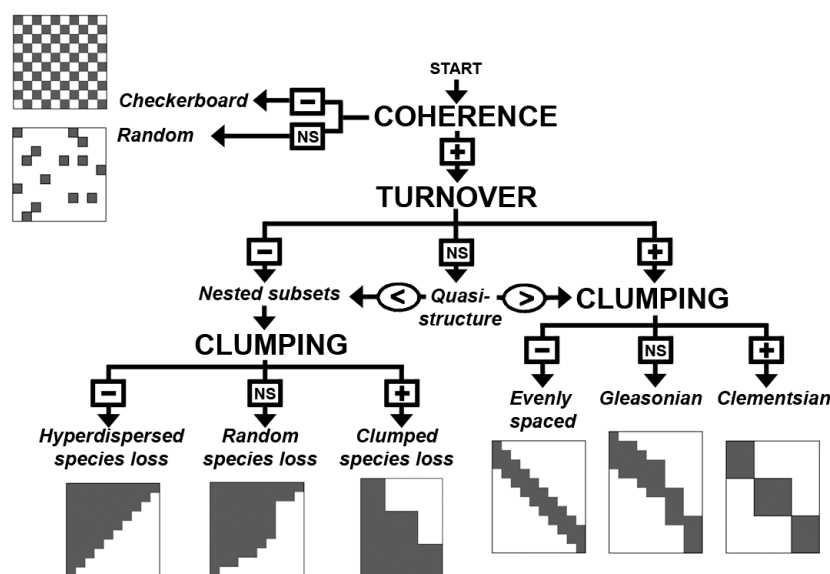 START
Checkerboard
−
COHERENCE
Random
NS
+
TURNOVER
−
NS
+
Nested subsets
<
Quasi-
structure
>
CLUMPING
CLUMPING
−
NS
+
−
NS
+
Evenly
spaced
Gleasonian
Clementsian
Hyperdispersed
species loss
Random
species loss
Clumped
species loss